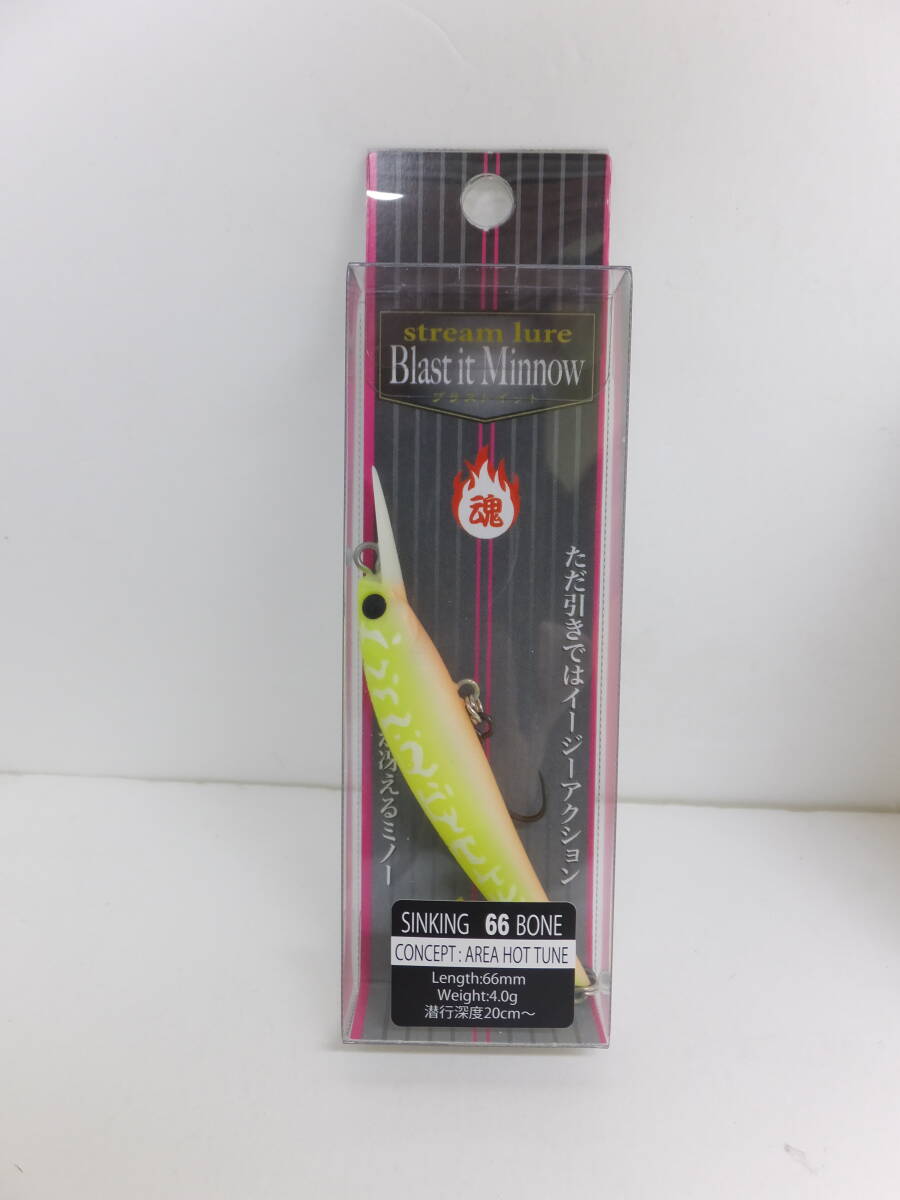 stream lure
Blast it Minnow
ブラストイット
魂
ただ引きではイージーアクション
冴えるミノー
SINKING 66 BONE
CONCEPT : AREA HOT TUNE
Length:66mm
Weight:4.0g
潜行深度20cm～